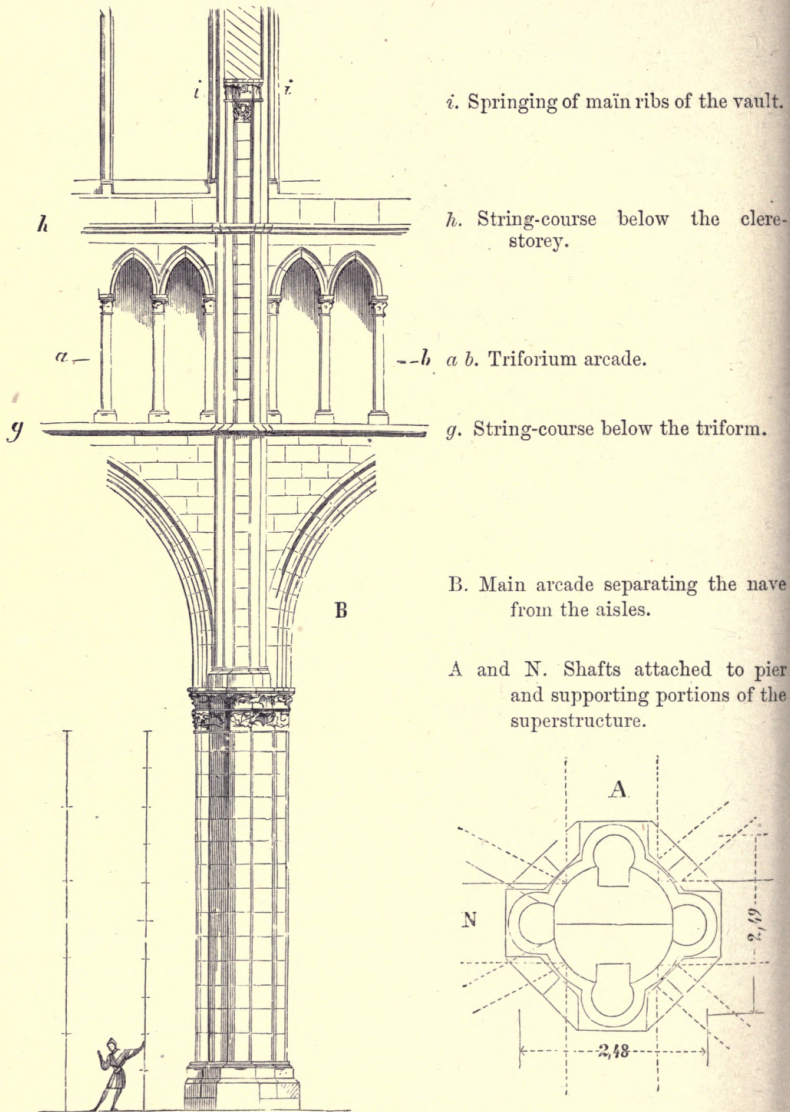 i i
i. Springing of maïn ribs of the vault.
h
h. String-course below the clere-
storey.
a b
a b. Triforium arcade.
g
g. String-course below the triform.
B
B. Main arcade separating the nave
from the aisles.
A and N. Shafts attached to pier
and supporting portions of the
superstructure.
A
N
2,49
2,48